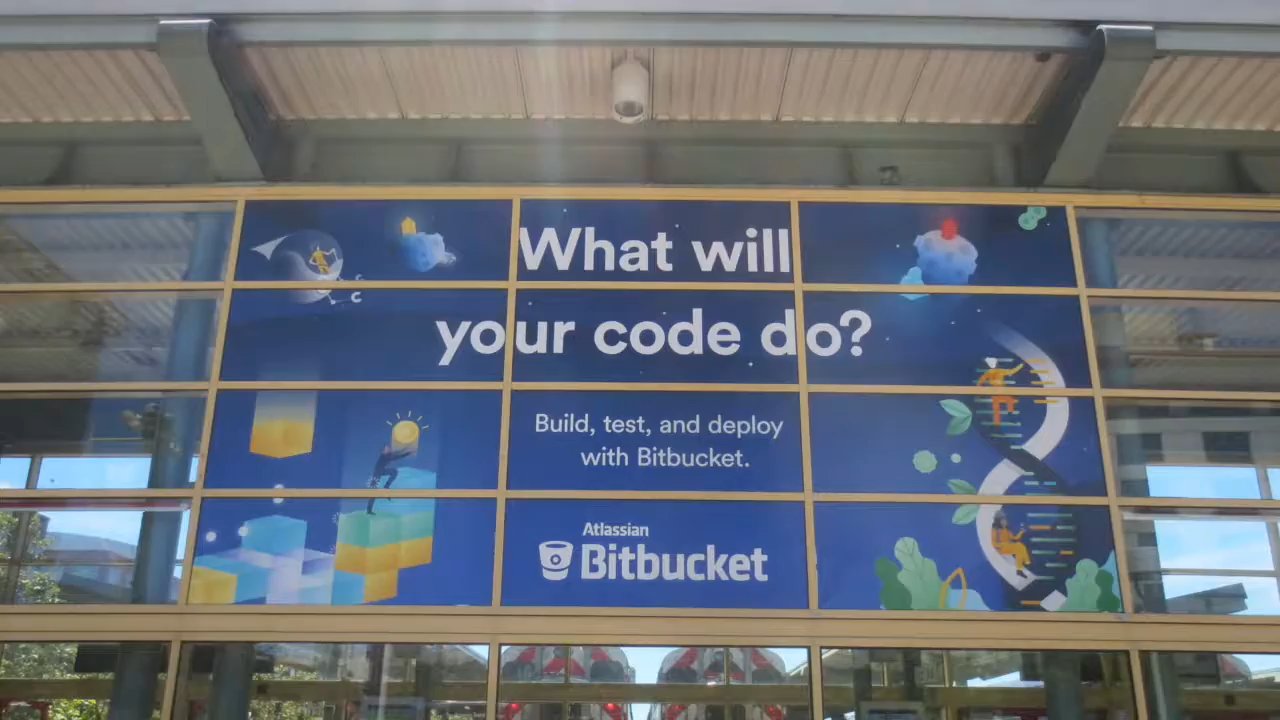 What will
your code do?
Build, test, and deploy
with Bitbucket.
Atlassian
Bitbucket